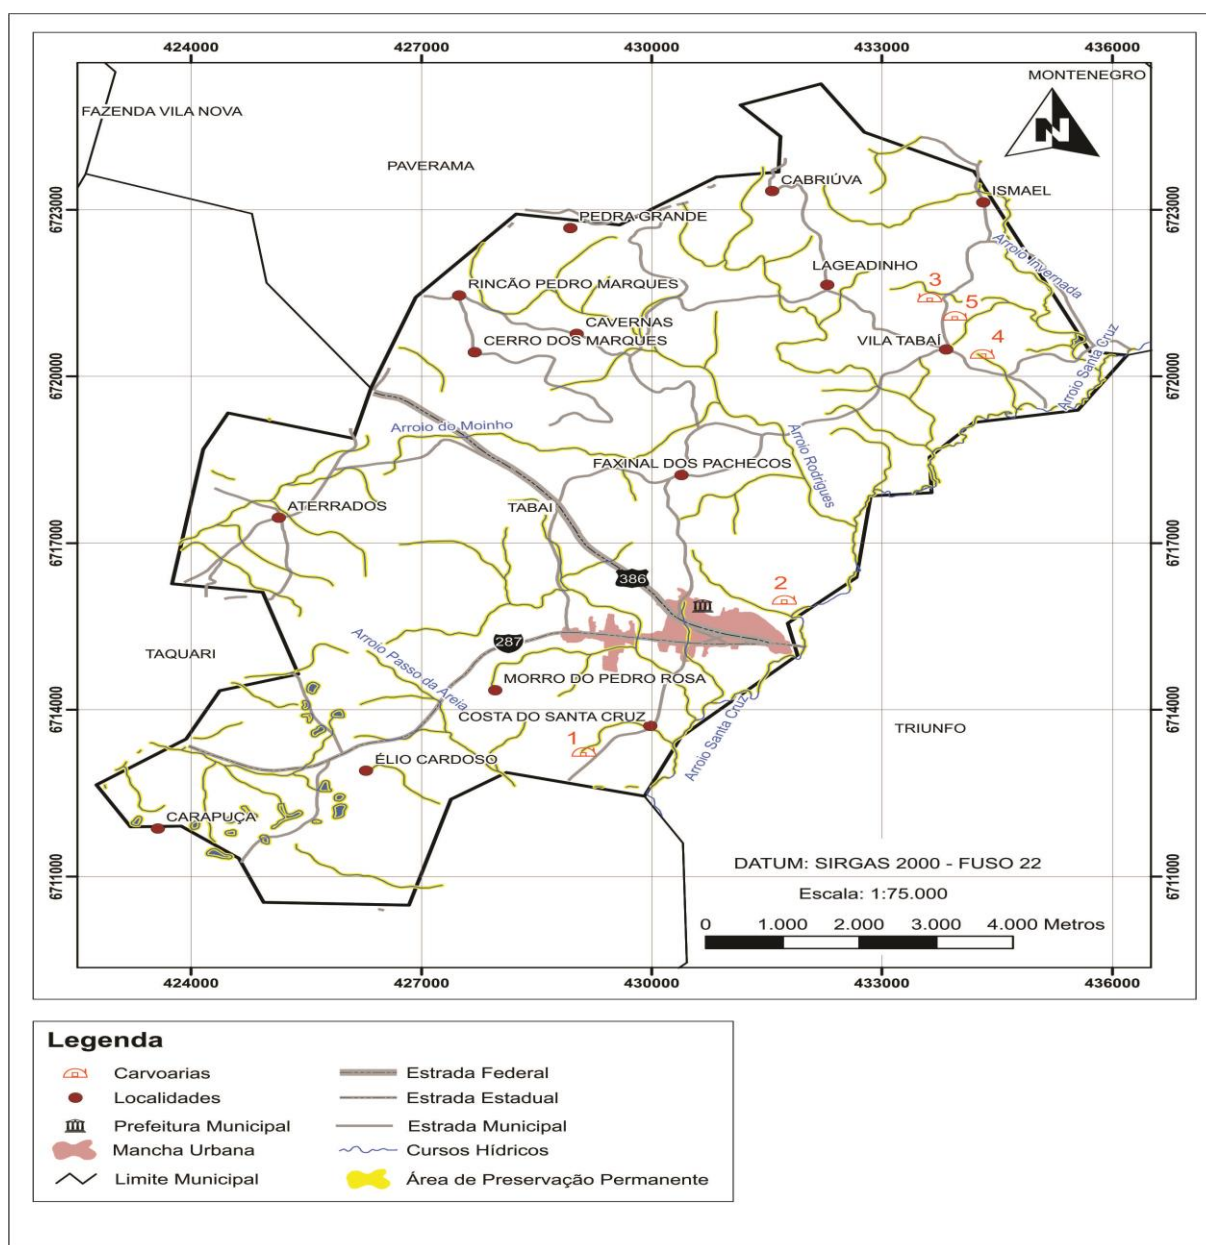 424000 427000 430000 433000 436000
MONTENEGRO
FAZENDA VILA NOVA
N
PAVERAMA
CABRIÚVA
ISMAEL
6723000
6723000
PEDRA GRANDE
Arroio Invernada
LAGEADINHO
RINCÃO PEDRO MARQUES
3
5
CAVERNAS
4
CERRO DOS MARQUES
VILA TABAÍ
Arroio Santa Cruz
6720000
6720000
Arroio do Moinho
Arroio Rodrigues
FAXINAL DOS PACHECOS
ATERRADOS
TABAI
6717000
6717000
386
2
287
Arroio Passo da Areia
TAQUARI
MORRO DO PEDRO ROSA
COSTA DO SANTA CRUZ
6714000
6714000
Arroio Santa Cruz
TRIUNFO
1
ÉLIO CARDOSO
CARAPUÇA
DATUM: SIRGAS 2000 - FUSO 22
6711000
6711000
Escala: 1:75.000
0 1.000 2.000 3.000 4.000 Metros
424000 427000 430000 433000 436000
Legenda
Carvoarias
Estrada Federal
Localidades
Estrada Estadual
Prefeitura Municipal
Estrada Municipal
Mancha Urbana
Cursos Hídricos
Limite Municipal
Área de Preservação Permanente